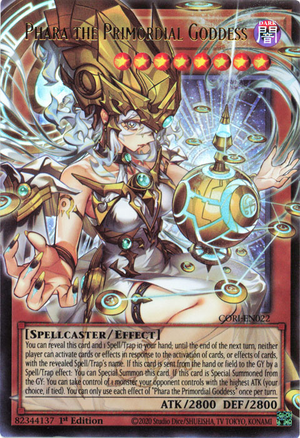 Phara the Primordial Goddess
DARK
闇
CORI-EN022
[Spellcaster/Effect]
You can reveal this card and 1 Spell/Trap in your hand; until the end of the next turn, neither
player can activate cards or effects in response to the activation of cards, or effects of cards,
with the revealed Spell/Trap's name. If this card is sent from the hand or field to the GY by a
Spell/Trap effect: You can Special Summon this card. If this card is Special Summoned from
the GY: You can take control of 1 monster your opponent controls with the highest ATK (your
choice, if tied). You can only use each effect of "Phara the Primordial Goddess" once per turn.
ATK/2800 DEF/2800
82344137 1st Edition
©2020 Studio Dice/SHUEISHA, TV TOKYO, KONAMI